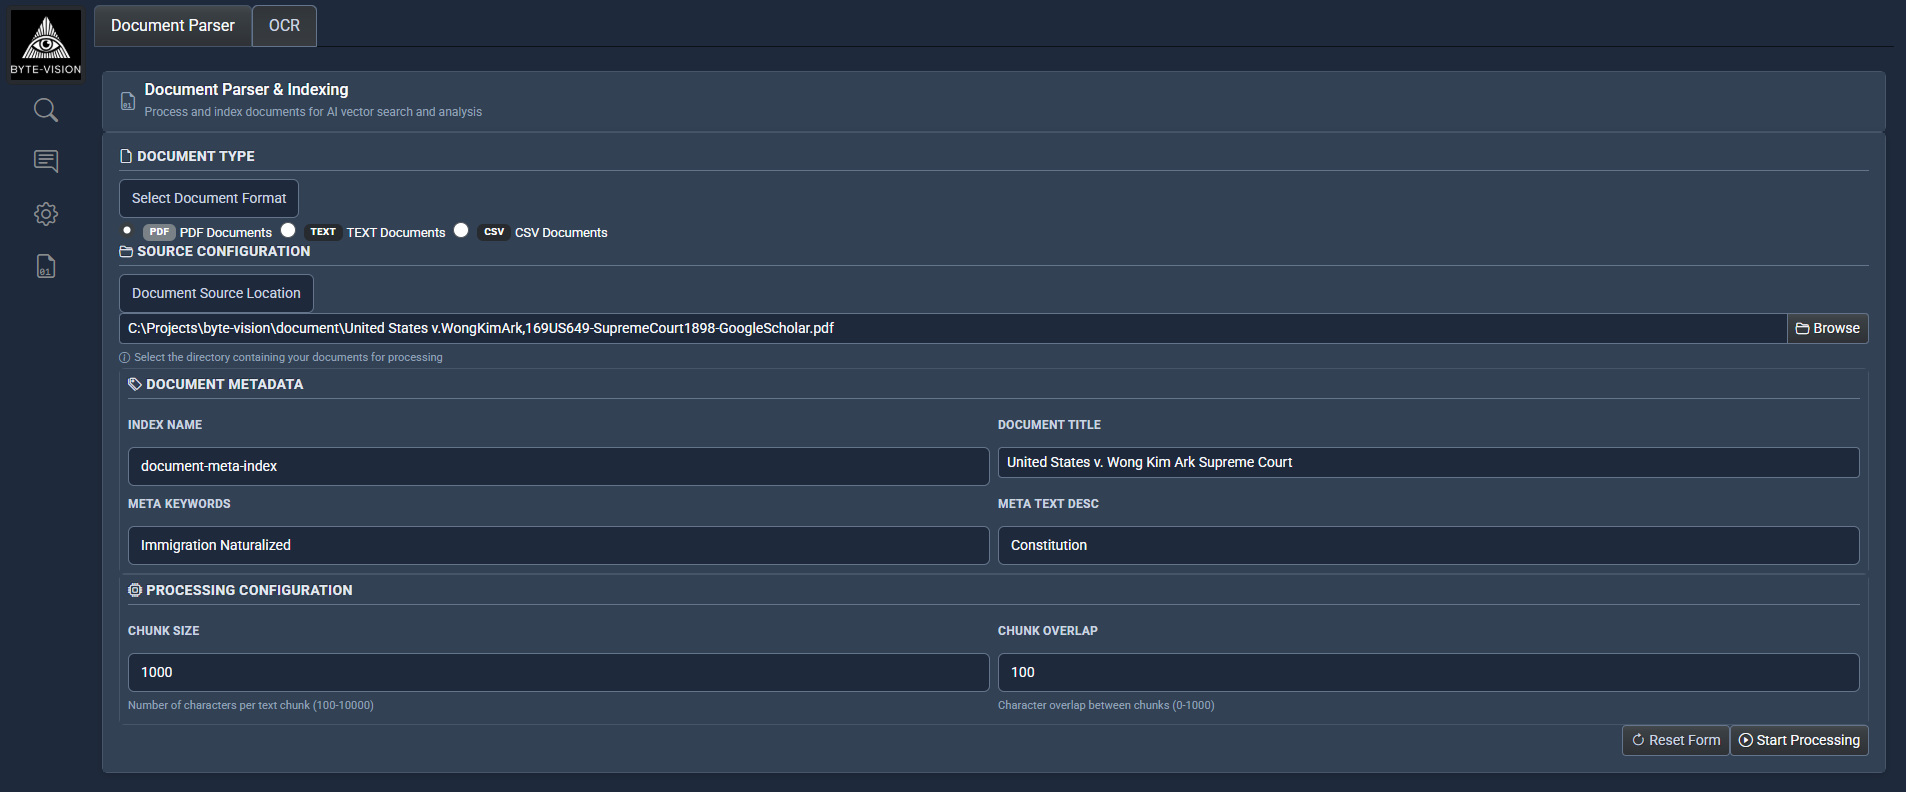 BYTE-VISION
Document Parser
OCR
Document Parser & Indexing
Process and index documents for AI vector search and analysis
DOCUMENT TYPE
Select Document Format
PDF PDF Documents TEXT TEXT Documents CSV CSV Documents
SOURCE CONFIGURATION
Document Source Location
C:\Projects\byte-vision\document\United States v.WongKimArk,169US649-SupremeCourt1898-GoogleScholar.pdf
Browse
Select the directory containing your documents for processing
DOCUMENT METADATA
INDEX NAME
document-meta-index
DOCUMENT TITLE
United States v. Wong Kim Ark Supreme Court
META KEYWORDS
Immigration Naturalized
META TEXT DESC
Constitution
PROCESSING CONFIGURATION
CHUNK SIZE
1000
Number of characters per text chunk (100-10000)
CHUNK OVERLAP
100
Character overlap between chunks (0-1000)
Reset Form
Start Processing
01
01